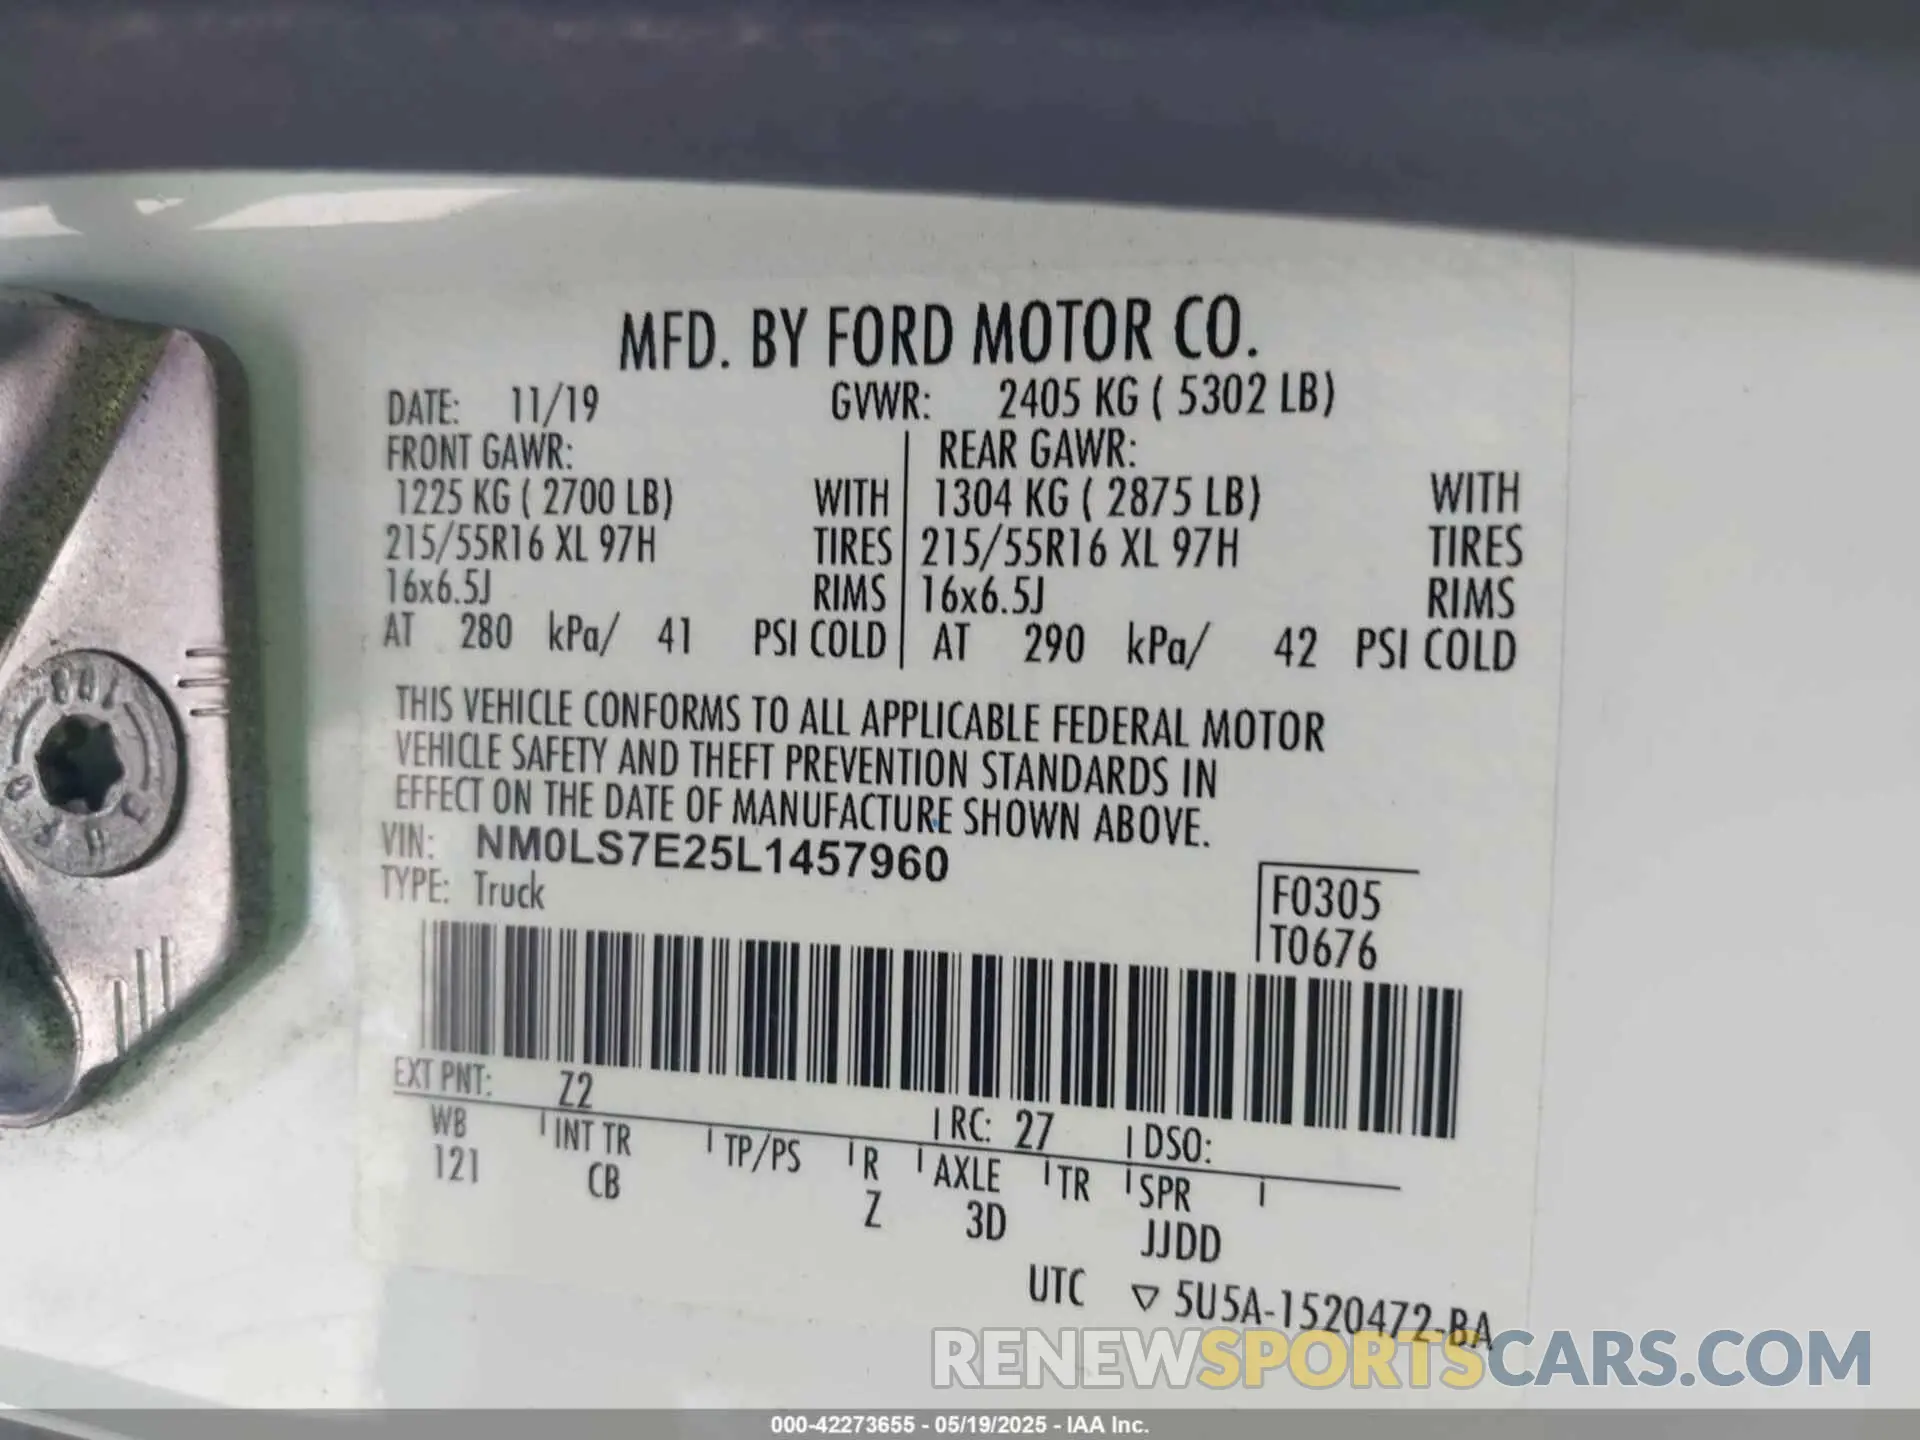 MFD. BY FORD MOTOR CO.
DATE: 11/19 GVWR: 2405 KG ( 5302 LB)
FRONT GAWR: REAR GAWR:
1225 KG ( 2700 LB) WITH 1304 KG ( 2875 LB) WITH
215/55R16 XL 97H TIRES 215/55R16 XL 97H TIRES
16x6.5J RIMS 16x6.5J RIMS
AT 280 kPa/ 41 PSI COLD AT 290 kPa/ 42 PSI COLD
THIS VEHICLE CONFORMS TO ALL APPLICABLE FEDERAL MOTOR
VEHICLE SAFETY AND THEFT PREVENTION STANDARDS IN
EFFECT ON THE DATE OF MANUFACTURE SHOWN ABOVE.
VIN: NM0LS7E25L1457960
TYPE: Truck
F0305
T0676
EXT PNT: Z2 RC: 27 DSO:
WB INT TR TP/PS R AXLE TR SPR
121 CB Z 3D JJDD
UTC ▽ 5U5A-1520472-BA
RENEWSPORTSCARS.COM
000-42273655 - 05/19/2025 - IAA Inc.